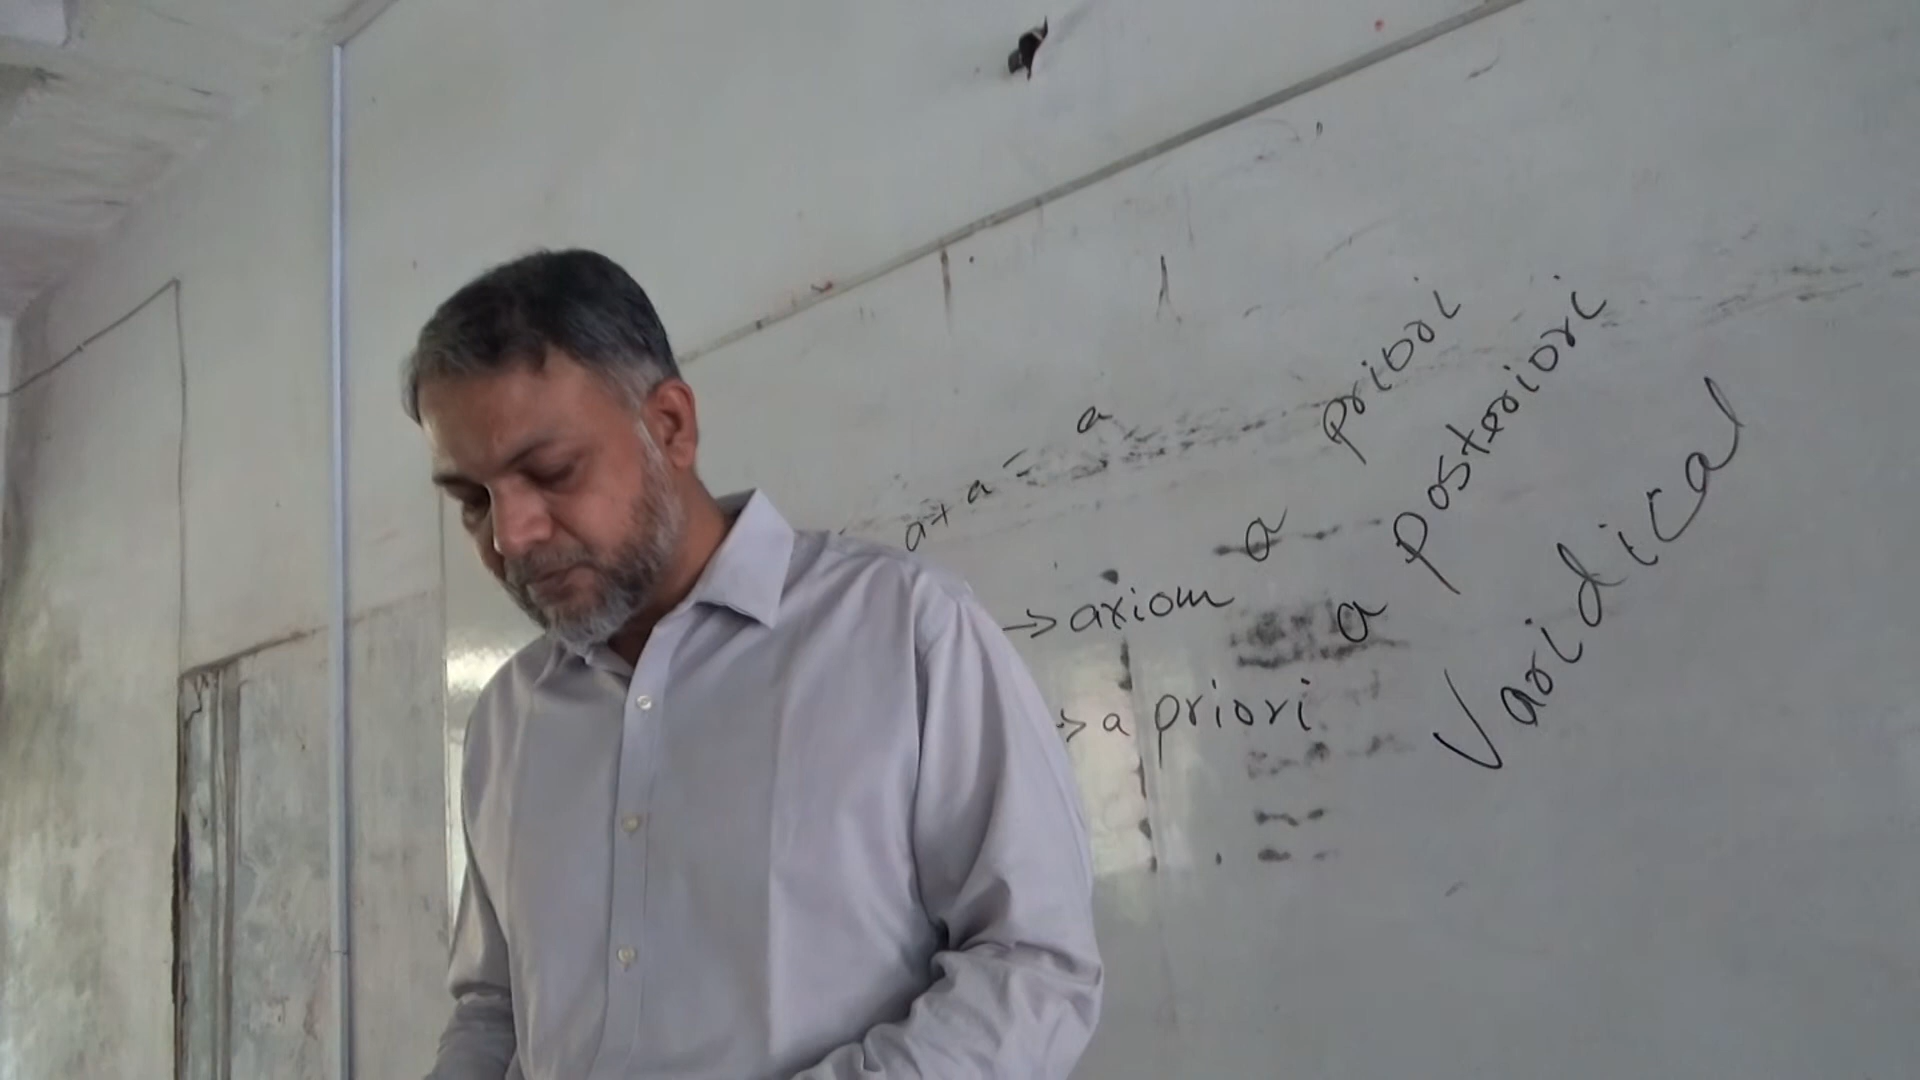 a + a = a
→ axiom
→ a priori
a priori
a posteriori
Varidical